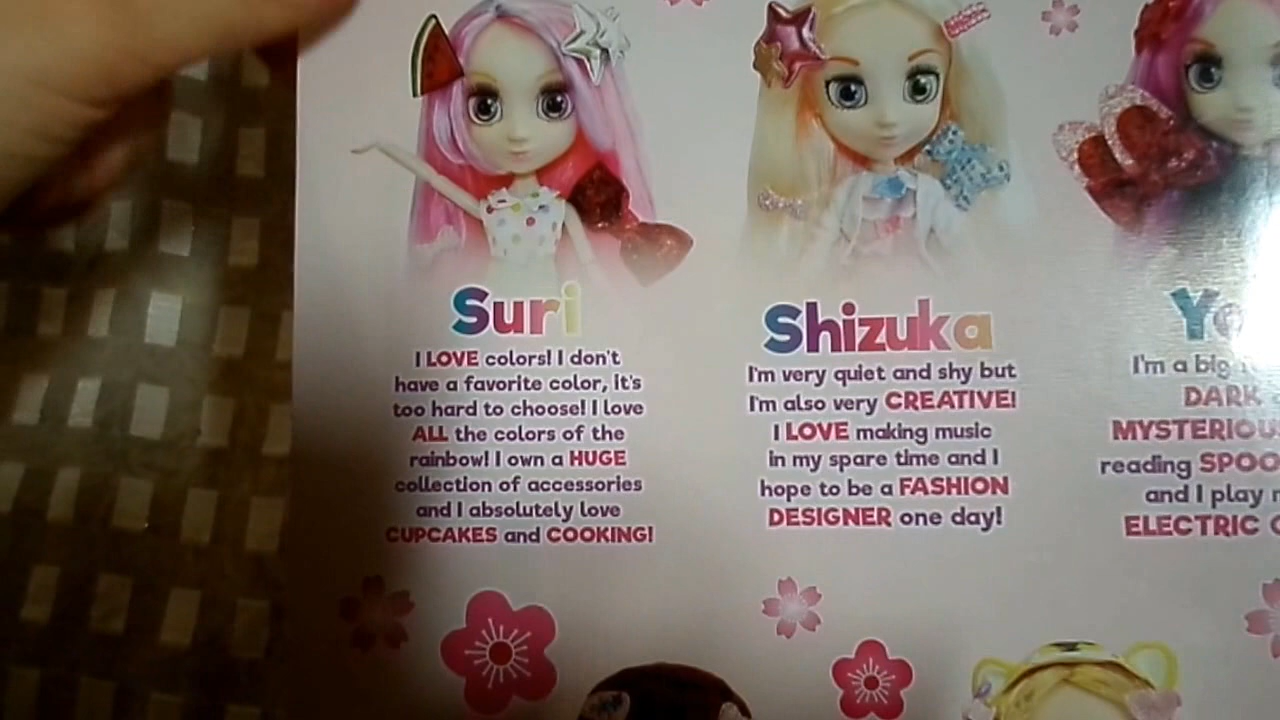 Suri
I LOVE colors! I don't
have a favorite color, it's
too hard to choose! I love
ALL the colors of the
rainbow! I own a HUGE
collection of accessories
and I absolutely love
CUPCAKES and COOKING!
Shizuka
I'm very quiet and shy but
I'm also very CREATIVE!
I LOVE making music
in my spare time and I
hope to be a FASHION
DESIGNER one day!
I'm a big
DARK
MYSTERIOU
reading SPOO
and I play
ELECTRIC